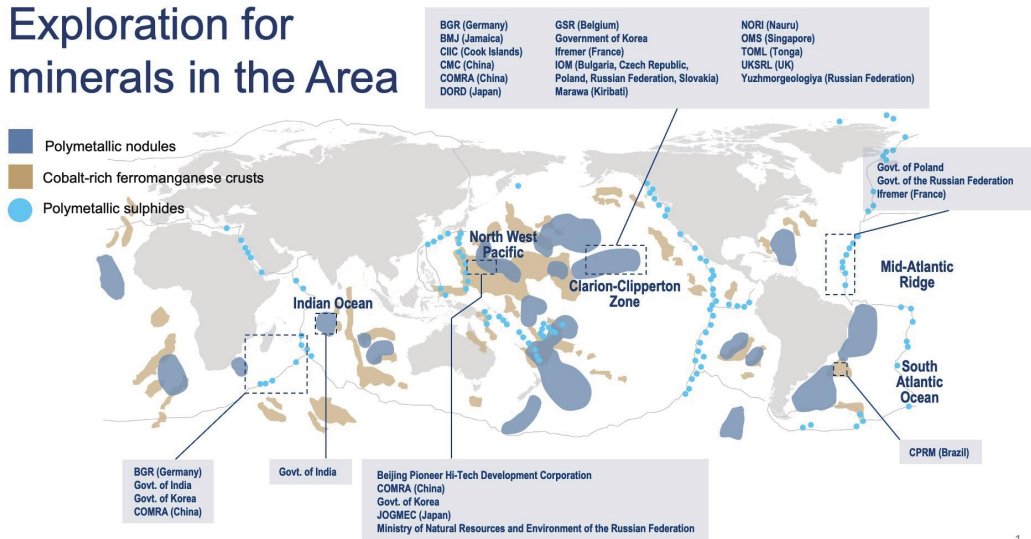 Exploration for
minerals in the Area
Polymetallic nodules
Cobalt-rich ferromanganese crusts
Polymetallic sulphides
BGR (Germany)
BMJ (Jamaica)
CIIC (Cook Islands)
CMC (China)
COMRA (China)
DORD (Japan)
GSR (Belgium)
Government of Korea
Ifremer (France)
IOM (Bulgaria, Czech Republic,
Poland, Russian Federation, Slovakia)
Marawa (Kiribati)
NORI (Nauru)
OMS (Singapore)
TOML (Tonga)
UKSRL (UK)
Yuzhmorgeologiya (Russian Federation)
Govt. of Poland
Govt. of the Russian Federation
Ifremer (France)
North West
Pacific
Clarion-Clipperton
Zone
Mid-Atlantic
Ridge
Indian Ocean
South
Atlantic
Ocean
CPRM (Brazil)
BGR (Germany)
Govt. of India
Govt. of Korea
COMRA (China)
Govt. of India
Beijing Pioneer Hi-Tech Development Corporation
COMRA (China)
Govt. of Korea
JOGMEC (Japan)
Ministry of Natural Resources and Environment of the Russian Federation